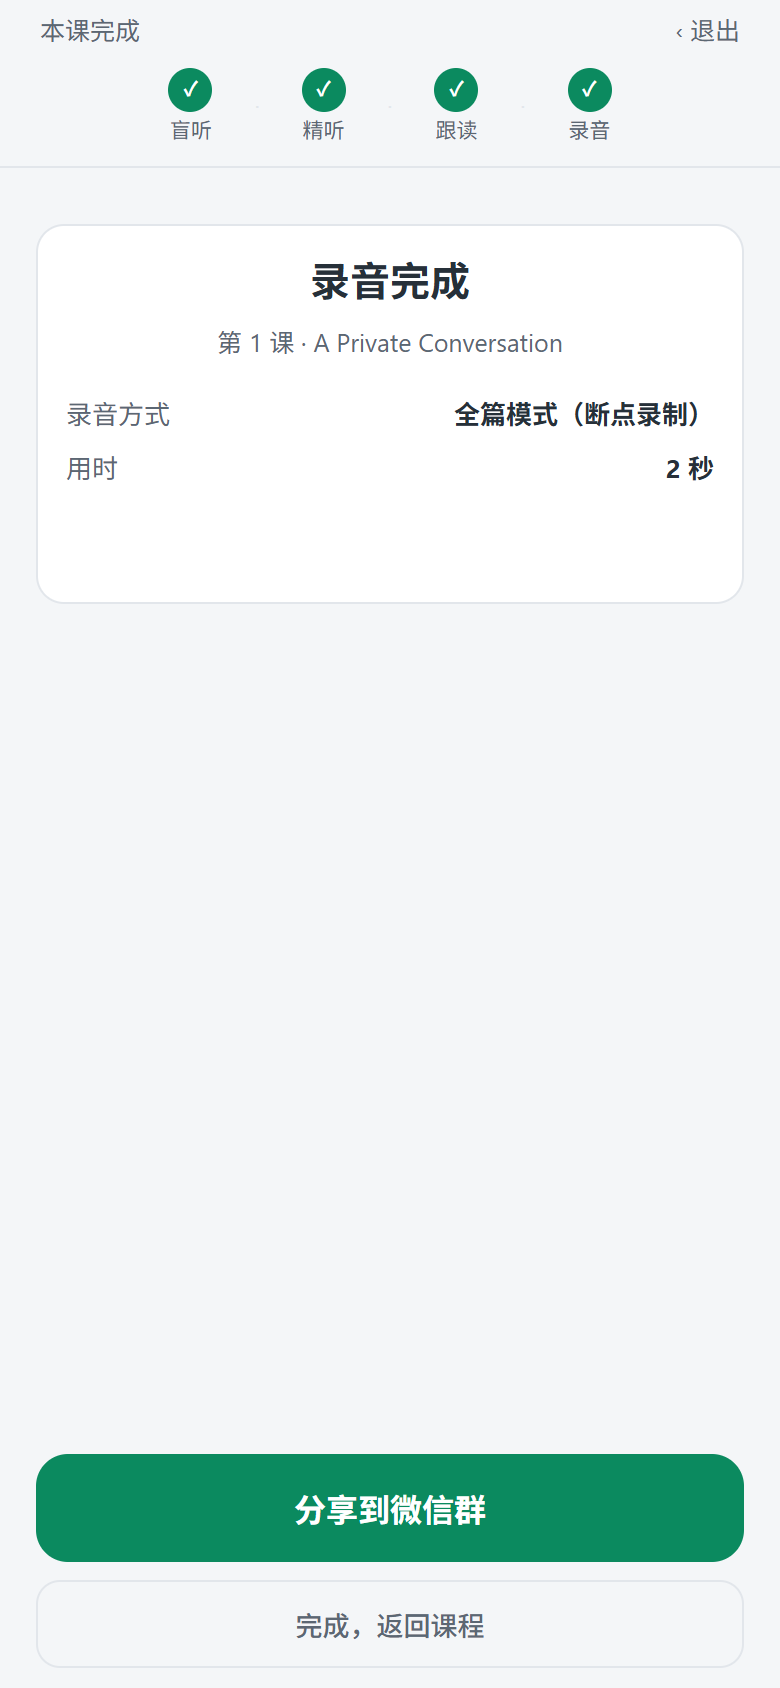 本课完成
‹ 退出
✓ ✓ ✓ ✓
盲听 精听 跟读 录音
录音完成
第 1 课 · A Private Conversation
录音方式 全篇模式（断点录制）
用时 2 秒
分享到微信群
完成，返回课程